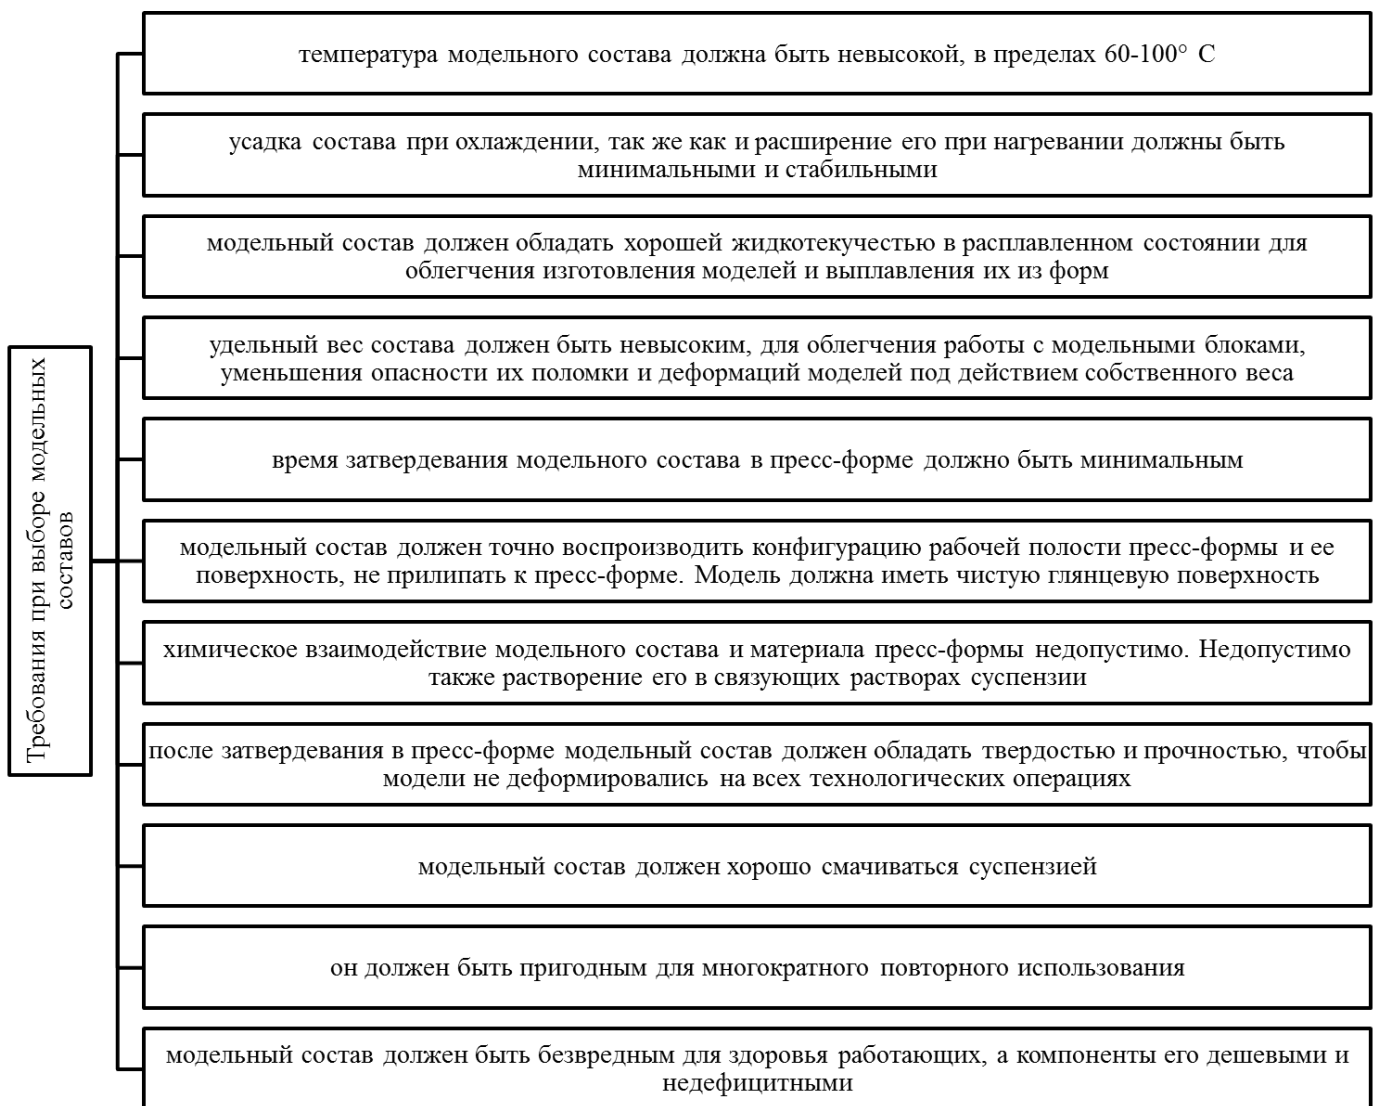 Требования при выборе модельных
составов
температура модельного состава должна быть невысокой, в пределах 60-100° С
усадка состава при охлаждении, так же как и расширение его при нагревании должны быть
минимальными и стабильными
модельный состав должен обладать хорошей жидкотекучестью в расплавленном состоянии для
облегчения изготовления моделей и выплавления их из форм
удельный вес состава должен быть невысоким, для облегчения работы с модельными блоками,
уменьшения опасности их поломки и деформаций моделей под действием собственного веса
время затвердевания модельного состава в пресс-форме должно быть минимальным
модельный состав должен точно воспроизводить конфигурацию рабочей полости пресс-формы и ее
поверхность, не прилипать к пресс-форме. Модель должна иметь чистую глянцевую поверхность
химическое взаимодействие модельного состава и материала пресс-формы недопустимо. Недопустимо
также растворение его в связующих растворах суспензии
после затвердевания в пресс-форме модельный состав должен обладать твердостью и прочностью, чтобы
модели не деформировались на всех технологических операциях
модельный состав должен хорошо смачиваться суспензией
он должен быть пригодным для многократного повторного использования
модельный состав должен быть безвредным для здоровья работающих, а компоненты его дешевыми и
недефицитными